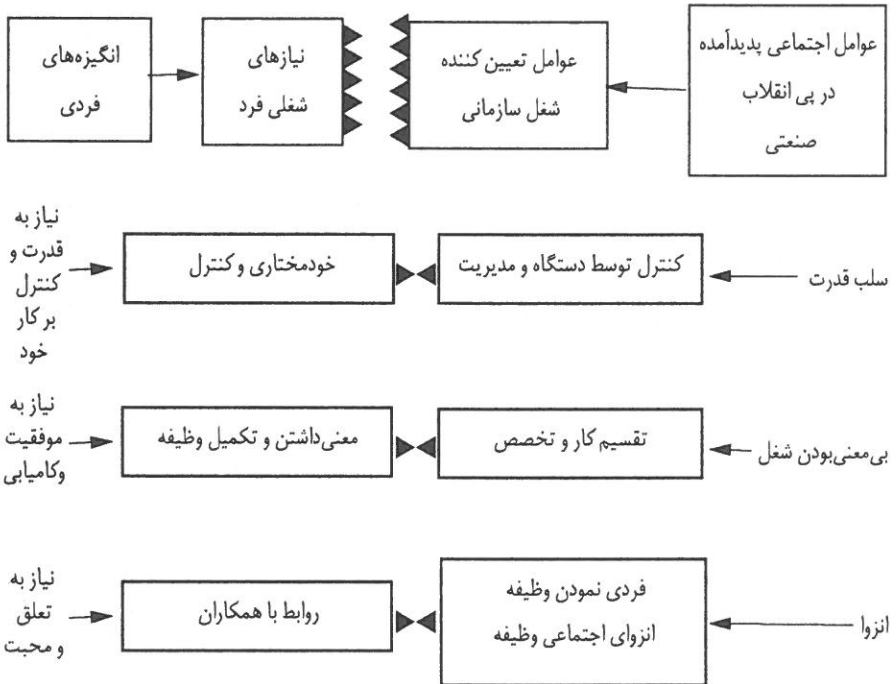 عوامل اجتماعی پدیدآمده
در پی انقلاب
صنعتی
عوامل تعیین کننده
شغل سازمانی
نیازهای
شغلی فرد
انگیزه‌های
فردی
سلب قدرت
کنترل توسط دستگاه و مدیریت
خودمختاری و کنترل
نیاز به
قدرت و
کنترل
بر کار
خود
بی‌معنی‌بودن شغل
تقسیم کار و تخصص
معنی‌داشتن و تکمیل وظیفه
نیاز به
موفقیت
وکامیابی
انزوا
فردی نمودن وظیفه
انزوای اجتماعی وظیفه
روابط با همکاران
نیاز به
تعلق
و محبت